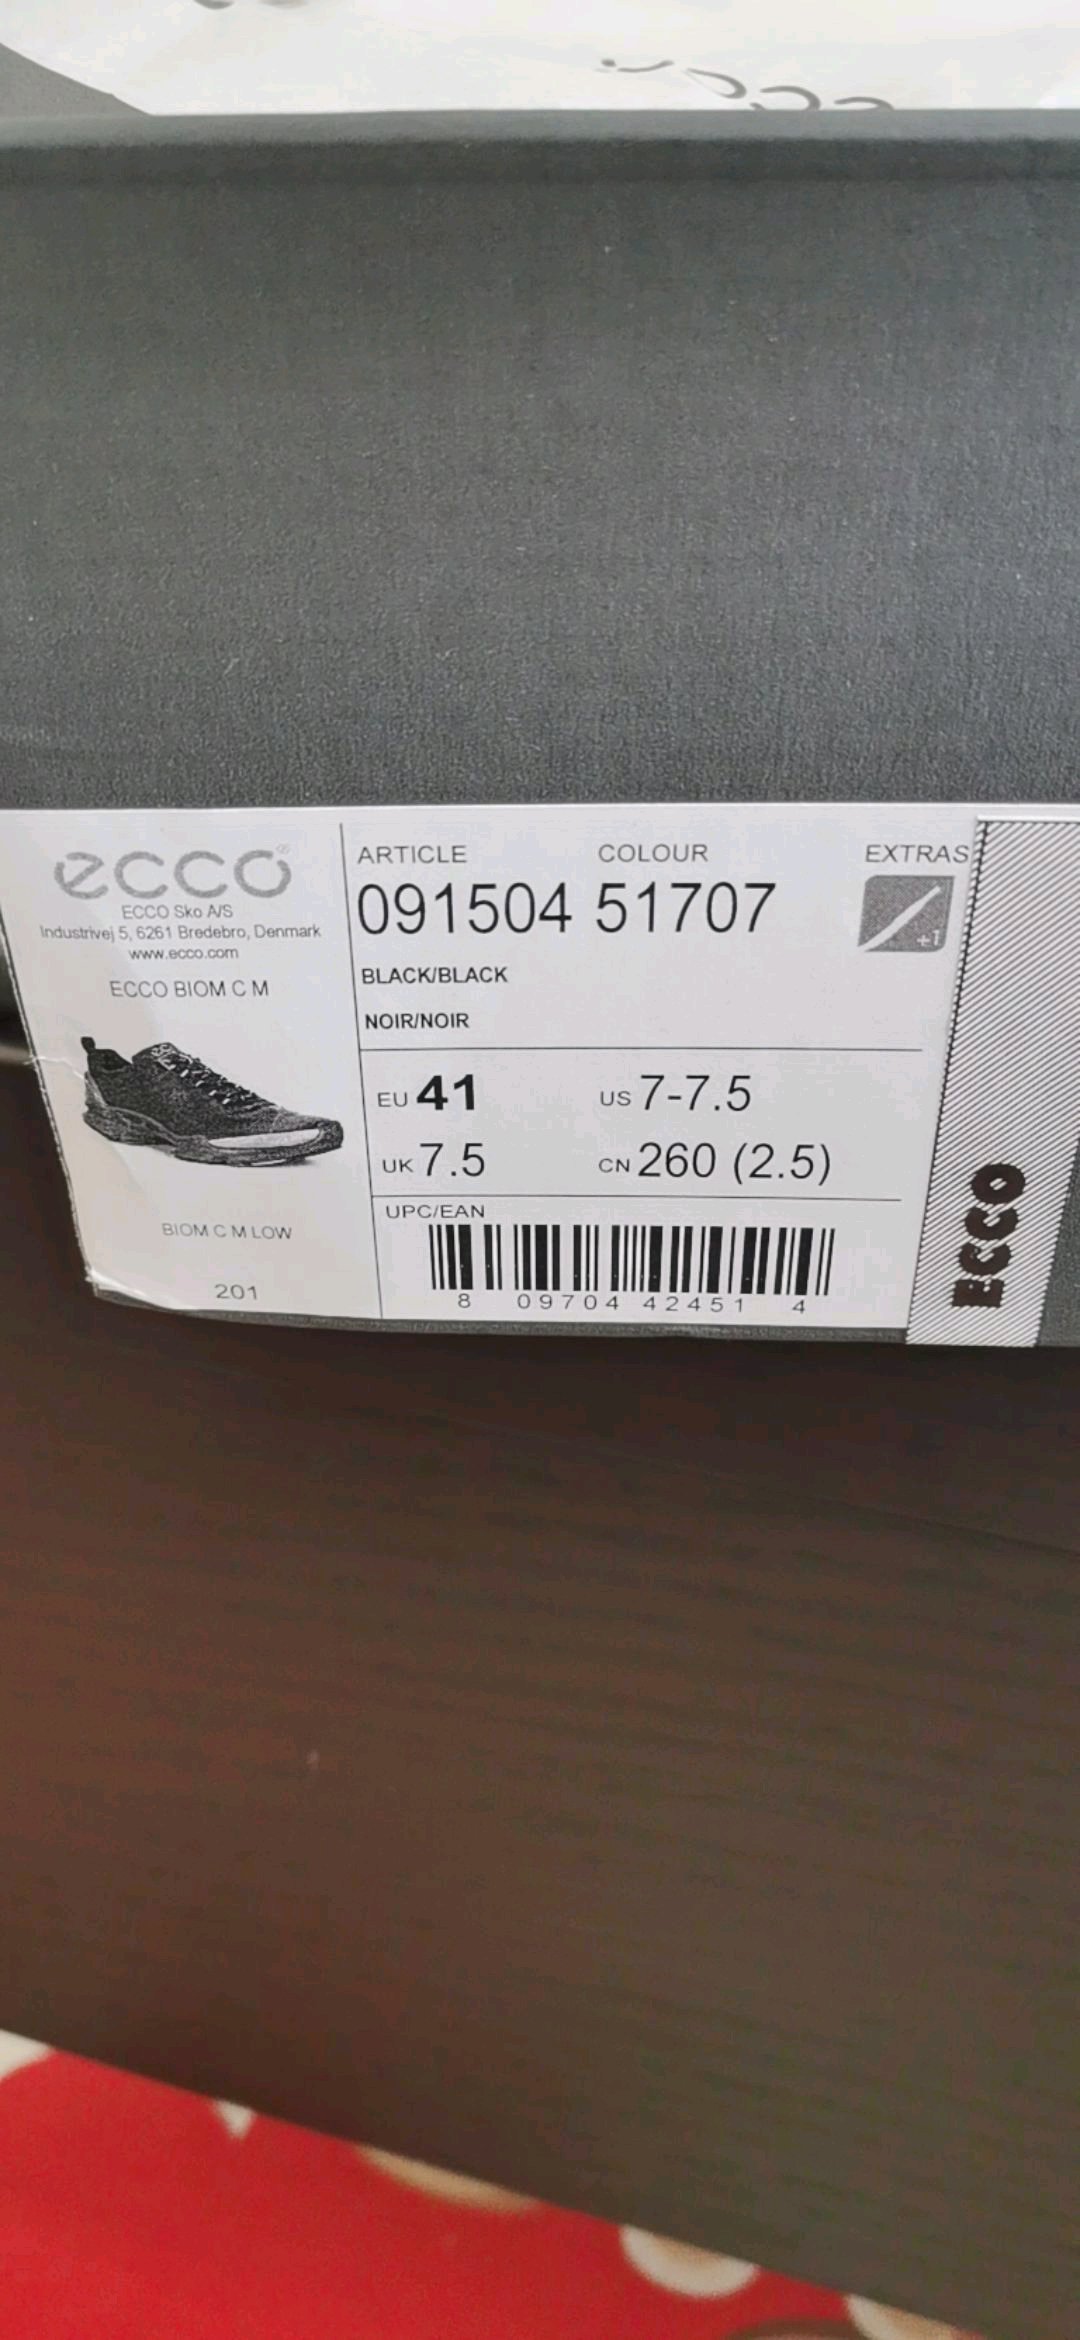 ecco
ecco®
ECCO Sko A/S
Industrivej 5, 6261 Bredebro, Denmark
www.ecco.com
ECCO BIOM C M
BIOM C M LOW
201
ARTICLE COLOUR EXTRAS
091504 51707
+1
BLACK/BLACK
NOIR/NOIR
EU 41 US 7-7.5
UK 7.5 CN 260 (2.5)
UPC/EAN
8 09704 42451 4
ECCO